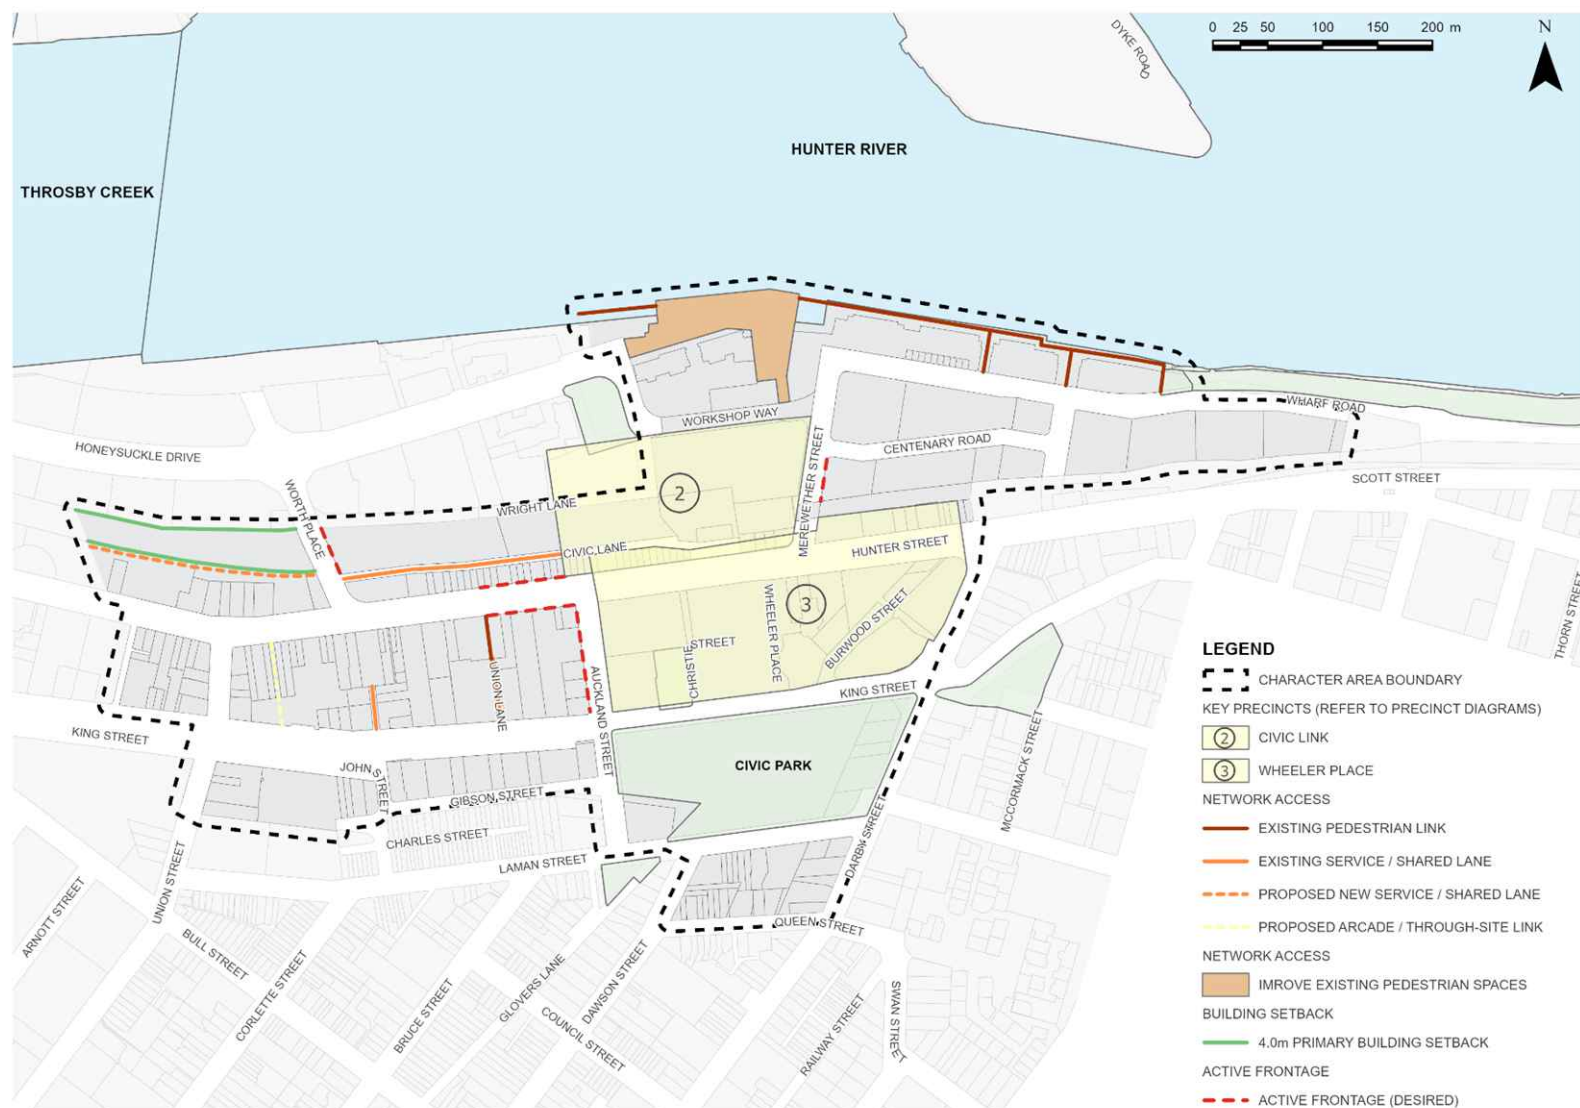 0 25 50 100 150 200 m
N
DYKE ROAD
HUNTER RIVER
THROSBY CREEK
WHARF ROAD
WORKSHOP WAY
CENTENARY ROAD
MEREWETHER STREET
HONEYSUCKLE DRIVE
SCOTT STREET
2
WORTH PLACE
WRIGHT LANE
CIVIC LANE
HUNTER STREET
3
WHEELER PLACE
BURWOOD STREET
STREET
CHRISTIE
THORN STREET
UNION LANE
AUCKLAND STREET
KING STREET
KING STREET
MCCORMACK STREET
JOHN STREET
CIVIC PARK
GIBSON STREET
CHARLES STREET
LAMAN STREET
DARBY STREET
UNION STREET
QUEEN STREET
ARNOTT STREET
BULL STREET
CORLETTE STREET
BRUCE STREET
GLOVERS LANE
DAWSON STREET
COUNCIL STREET
RAILWAY STREET
SWAN STREET
LEGEND
CHARACTER AREA BOUNDARY
KEY PRECINCTS (REFER TO PRECINCT DIAGRAMS)
2 CIVIC LINK
3 WHEELER PLACE
NETWORK ACCESS
EXISTING PEDESTRIAN LINK
EXISTING SERVICE / SHARED LANE
PROPOSED NEW SERVICE / SHARED LANE
PROPOSED ARCADE / THROUGH-SITE LINK
NETWORK ACCESS
IMROVE EXISTING PEDESTRIAN SPACES
BUILDING SETBACK
4.0m PRIMARY BUILDING SETBACK
ACTIVE FRONTAGE
ACTIVE FRONTAGE (DESIRED)